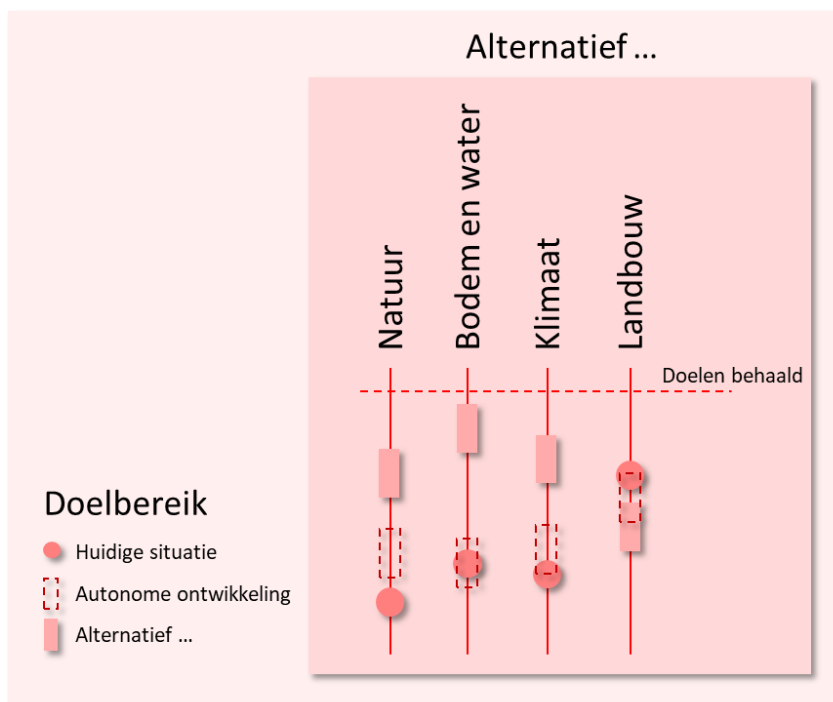 Alternatief ...
Natuur
Bodem en water
Klimaat
Landbouw
Doelen behaald
Doelbereik
Huidige situatie
Autonome ontwikkeling
Alternatief ...